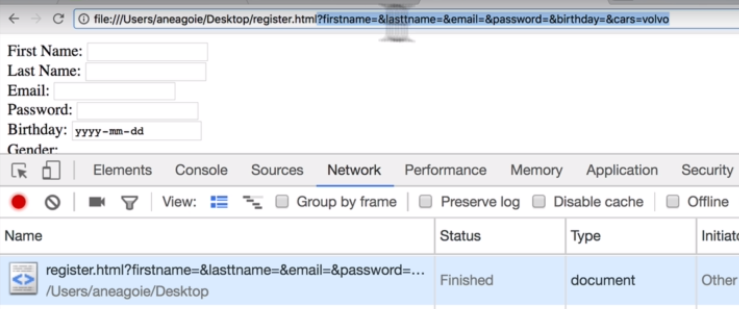 file:///Users/aneagoie/Desktop/register.html?firstname=&lasttname=&email=&password=&birthday=&cars=volvo
First Name:
Last Name:
Email:
Password:
Birthday: yyyy-mm-dd
Gender:
Elements Console Sources Network Performance Memory Application Security
View: Group by frame Preserve log Disable cache Offline
Name Status Type Initiato
register.html?firstname=&lasttname=&email=&password=... Finished document Other
/Users/aneagoie/Desktop